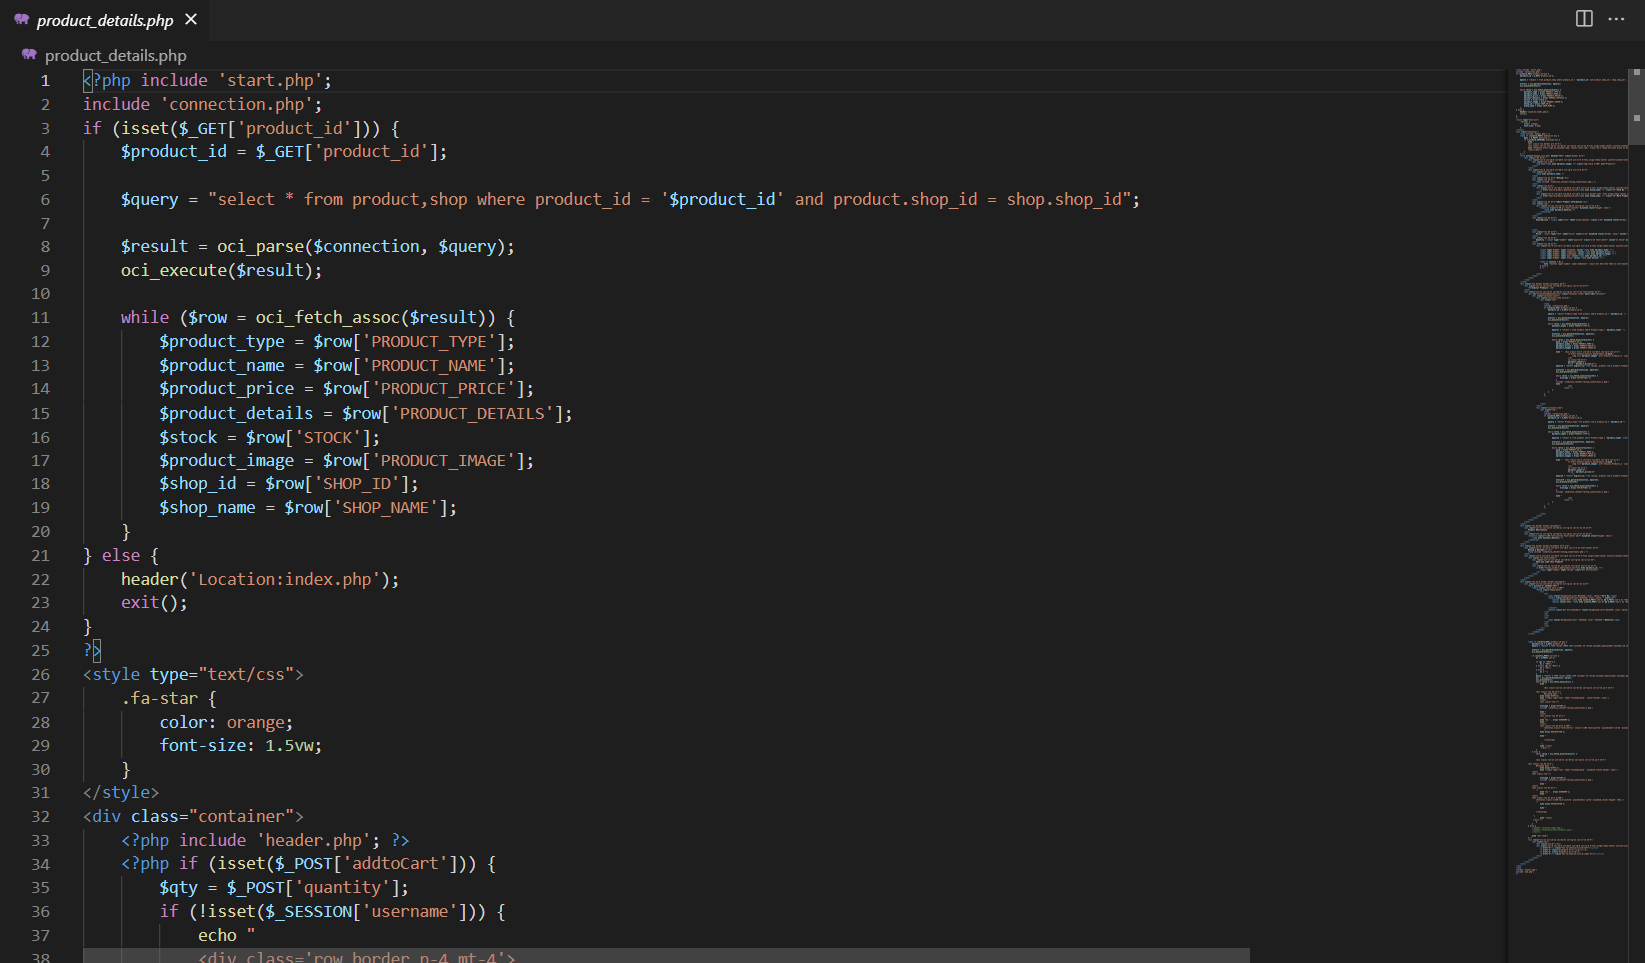 product_details.php
product_details.php
1 <?php include 'start.php';
2 include 'connection.php';
3 if (isset($_GET['product_id'])) {
4 $product_id = $_GET['product_id'];
5
6 $query = "select * from product,shop where product_id = '$product_id' and product.shop_id = shop.shop_id";
7
8 $result = oci_parse($connection, $query);
9 oci_execute($result);
10
11 while ($row = oci_fetch_assoc($result)) {
12 $product_type = $row['PRODUCT_TYPE'];
13 $product_name = $row['PRODUCT_NAME'];
14 $product_price = $row['PRODUCT_PRICE'];
15 $product_details = $row['PRODUCT_DETAILS'];
16 $stock = $row['STOCK'];
17 $product_image = $row['PRODUCT_IMAGE'];
18 $shop_id = $row['SHOP_ID'];
19 $shop_name = $row['SHOP_NAME'];
20 }
21 } else {
22 header('Location:index.php');
23 exit();
24 }
25 ?>
26 <style type="text/css">
27 .fa-star {
28 color: orange;
29 font-size: 1.5vw;
30 }
31 </style>
32 <div class="container">
33 <?php include 'header.php'; ?>
34 <?php if (isset($_POST['addtoCart'])) {
35 $qty = $_POST['quantity'];
36 if (!isset($_SESSION['username'])) {
37 echo "
38 <div class='row border p-4 mt-4'>